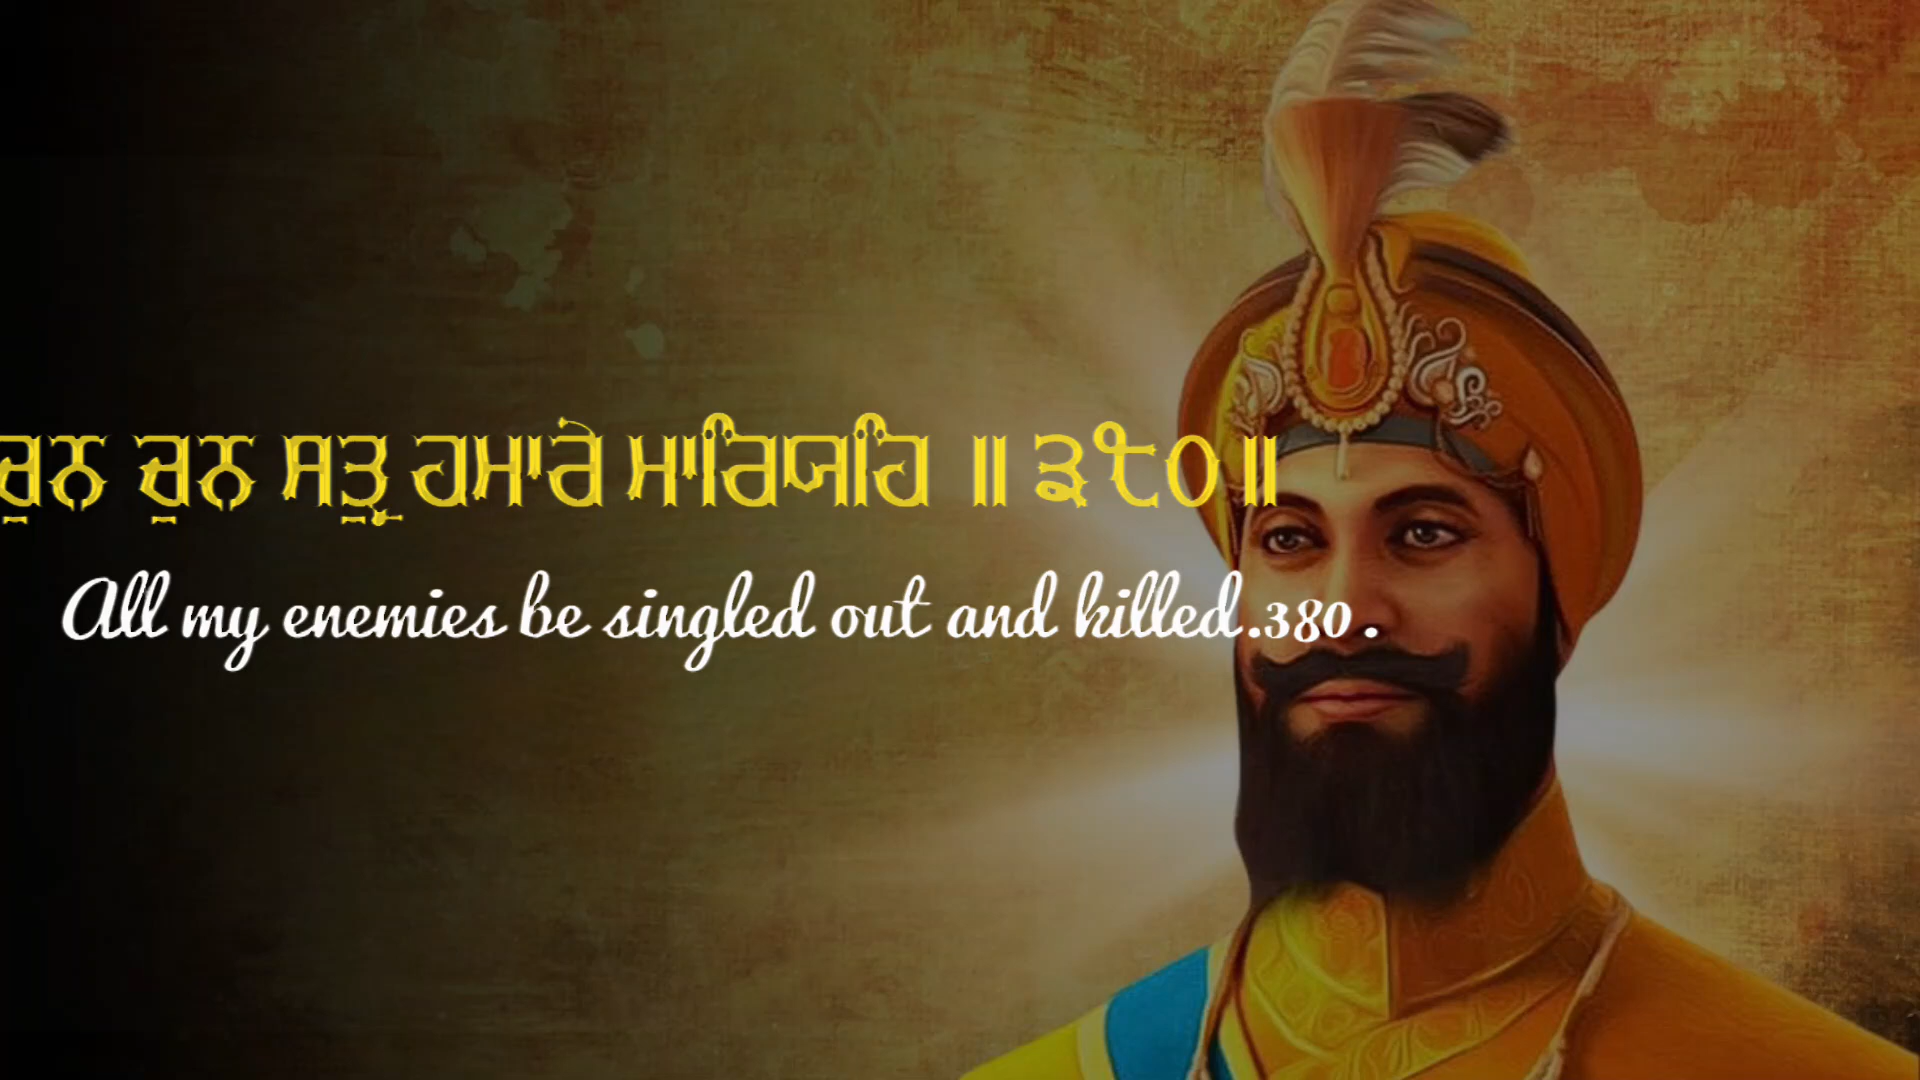 ਚੁਨ ਚੁਨ ਸਤ੍ਰੁ ਹਮਾਰੇ ਮਾਰਿਯਹਿ ॥ ੩੮੦॥
All my enemies be singled out and killed.380 .